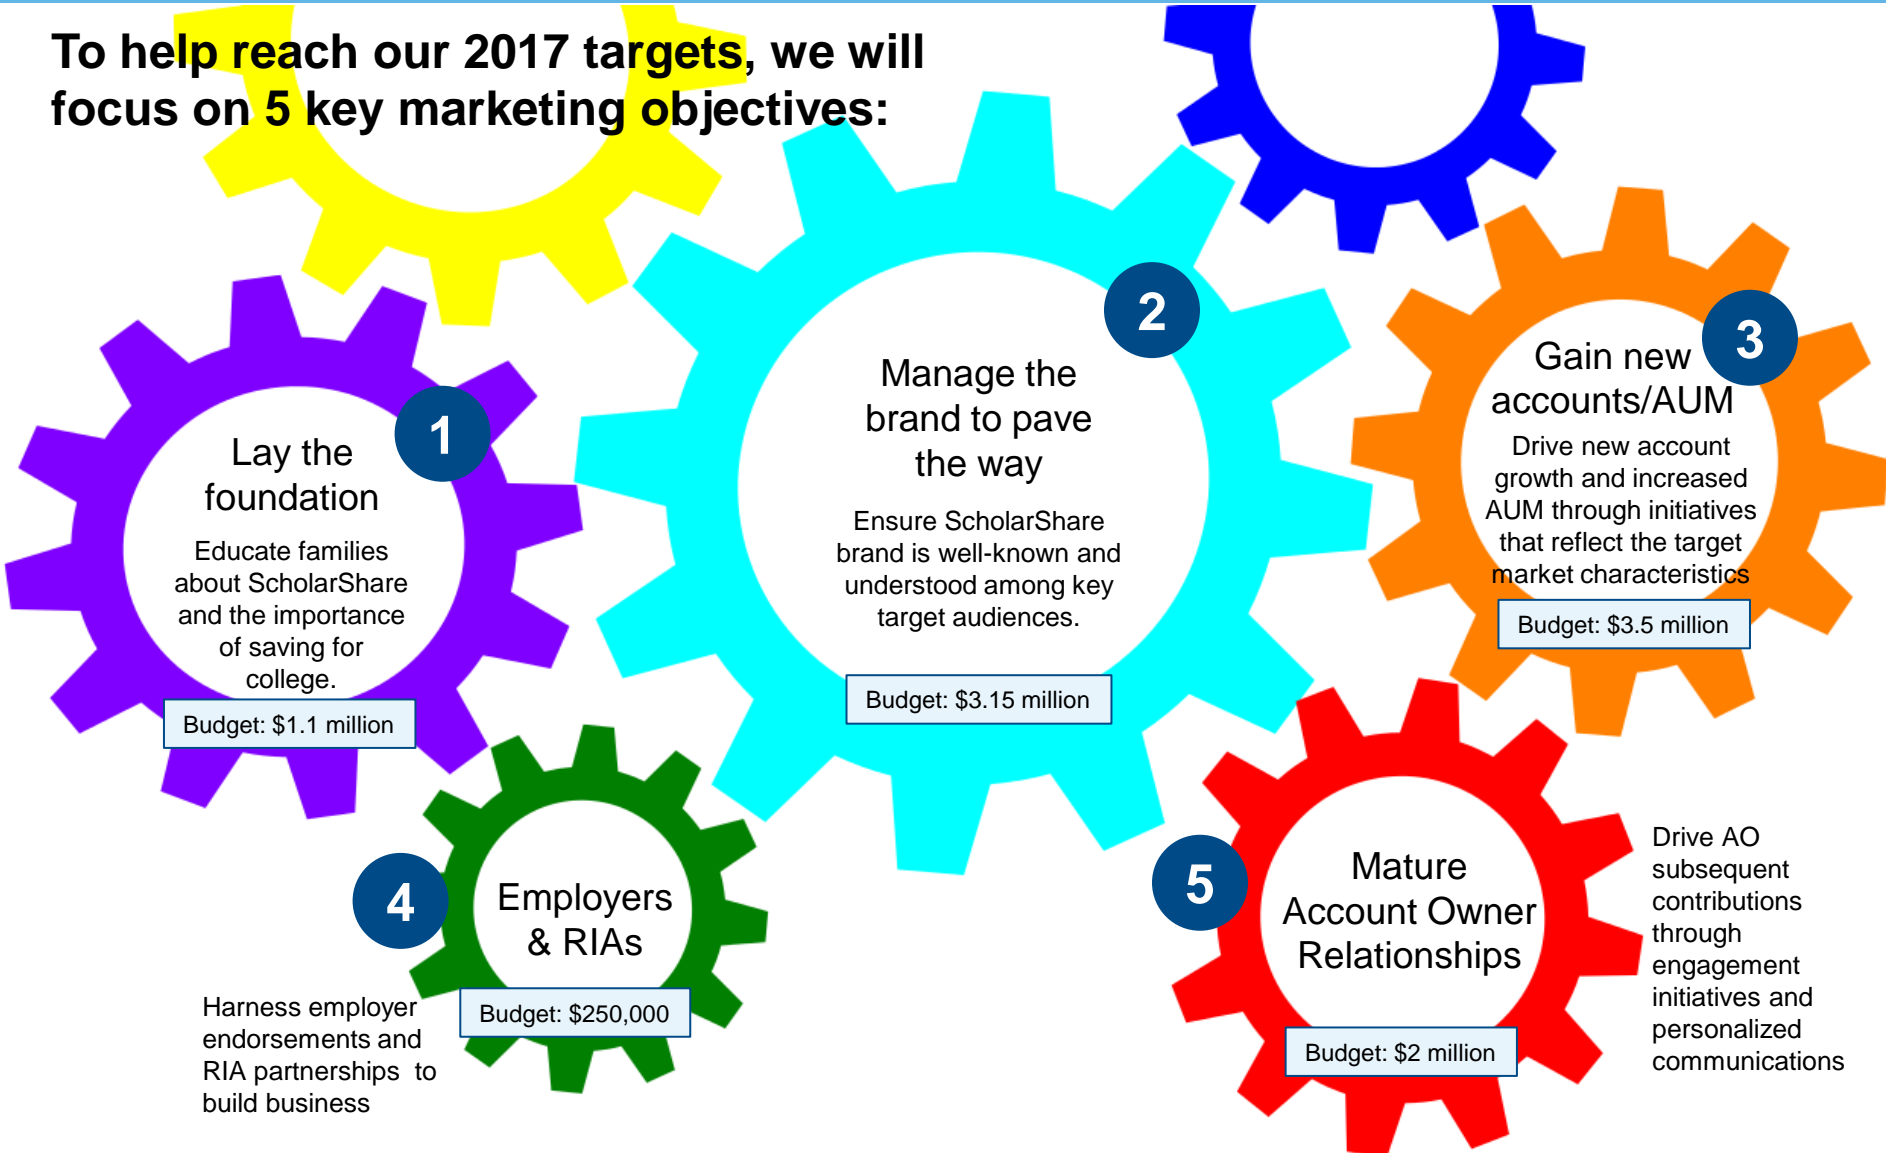 To help reach our 2017 targets, we will
focus on 5 key marketing objectives:
1
Lay the
foundation
Educate families
about ScholarShare
and the importance
of saving for
college.
Budget: $1.1 million
2
Manage the
brand to pave
the way
Ensure ScholarShare
brand is well-known and
understood among key
target audiences.
Budget: $3.15 million
3
Gain new
accounts/AUM
Drive new account
growth and increased
AUM through initiatives
that reflect the target
market characteristics
Budget: $3.5 million
4
Employers
& RIAs
Budget: $250,000
Harness employer
endorsements and
RIA partnerships to
build business
5
Mature
Account Owner
Relationships
Budget: $2 million
Drive AO
subsequent
contributions
through
engagement
initiatives and
personalized
communications